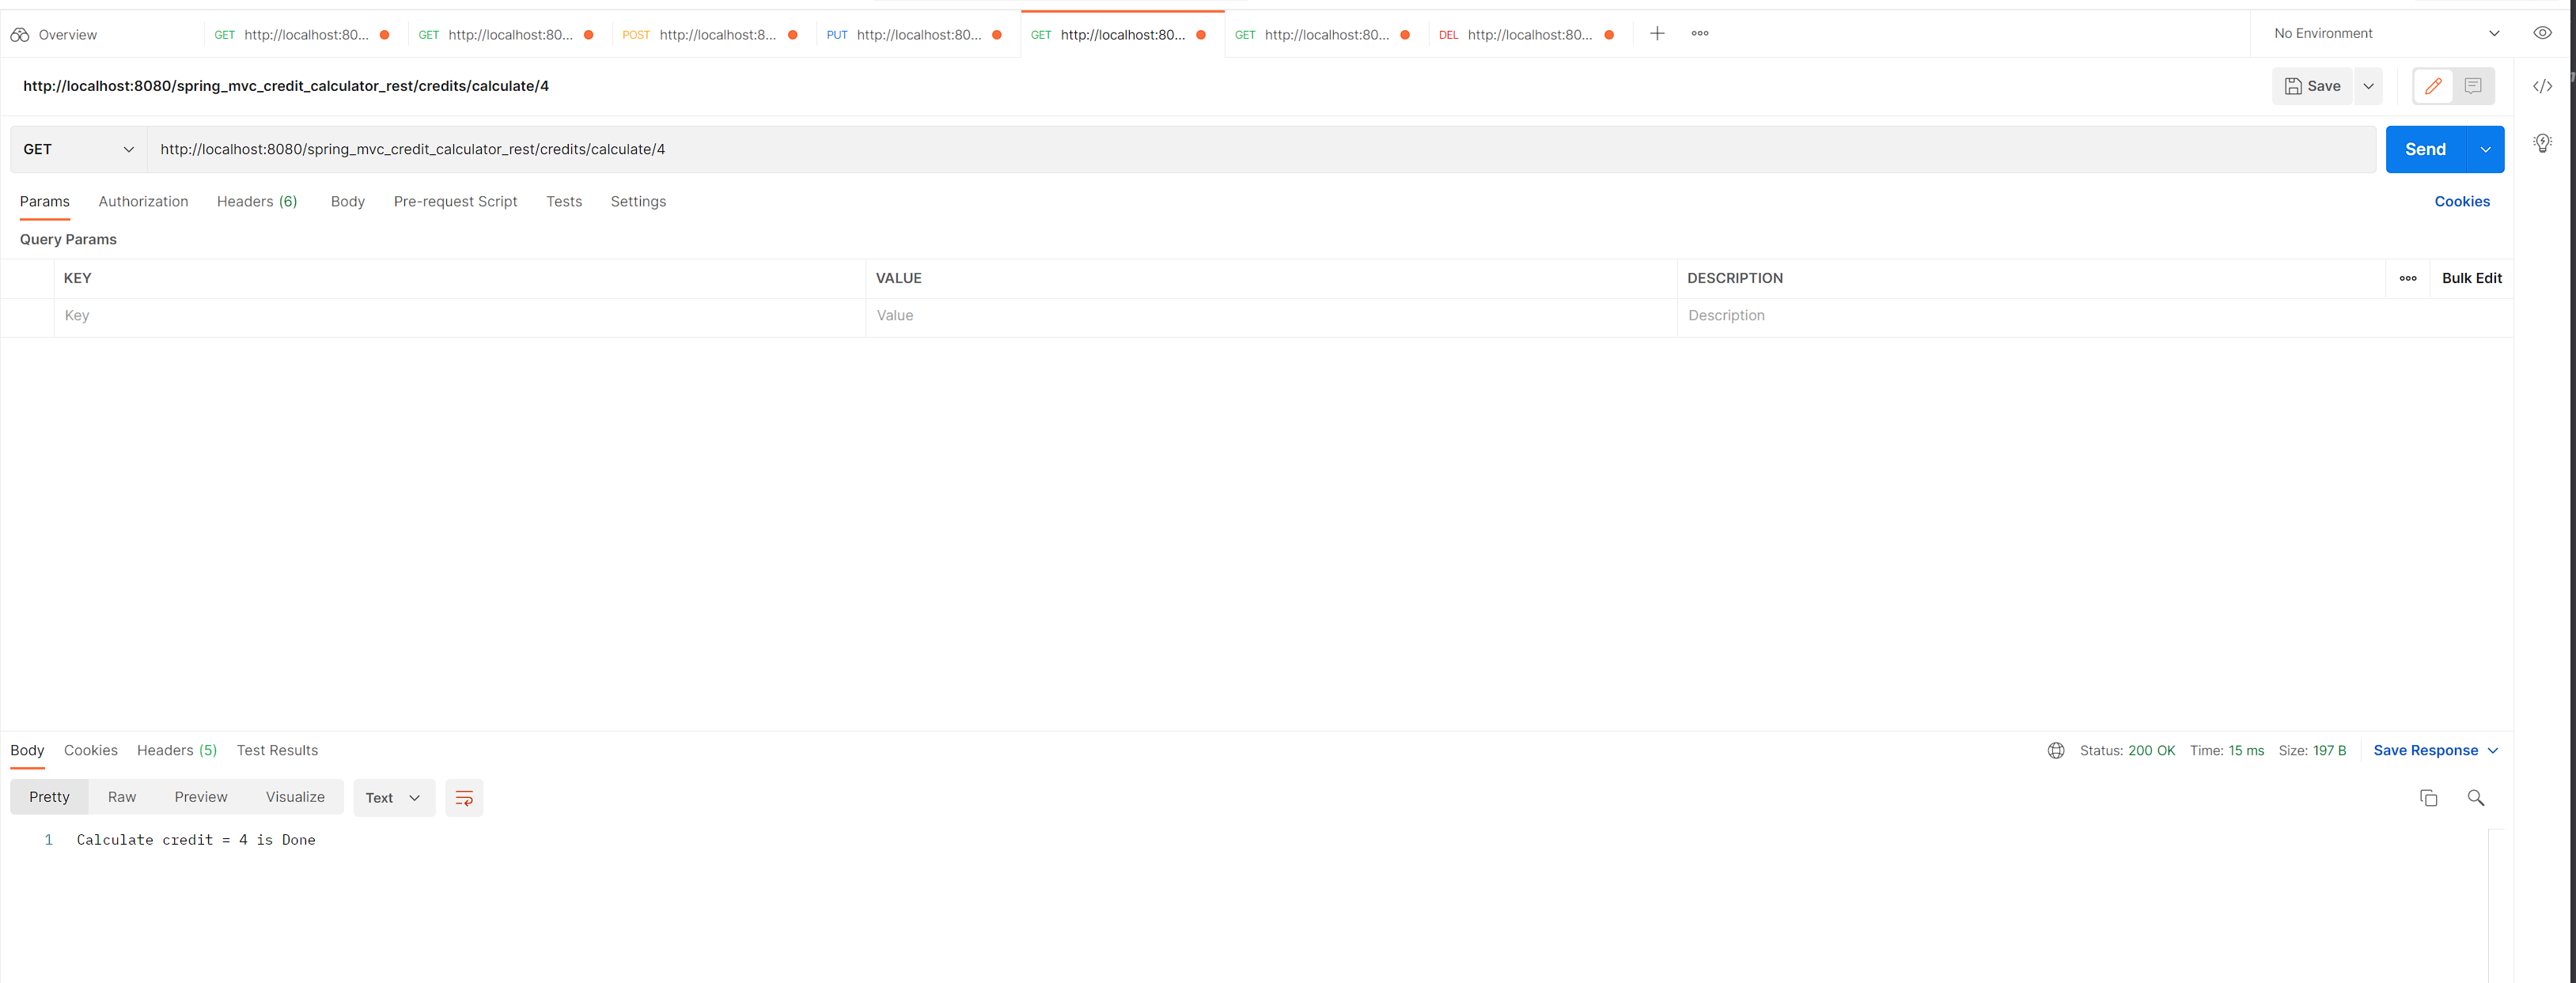 Overview GET http://localhost:80... GET http://localhost:80... POST http://localhost:8... PUT http://localhost:80... GET http://localhost:80... GET http://localhost:80... DEL http://localhost:80... No Environment
http://localhost:8080/spring_mvc_credit_calculator_rest/credits/calculate/4 Save
GET http://localhost:8080/spring_mvc_credit_calculator_rest/credits/calculate/4 Send
Params Authorization Headers (6) Body Pre-request Script Tests Settings Cookies
Query Params
KEY VALUE DESCRIPTION Bulk Edit
Key Value Description
Body Cookies Headers (5) Test Results Status: 200 OK Time: 15 ms Size: 197 B Save Response
Pretty Raw Preview Visualize Text
1 Calculate credit = 4 is Done